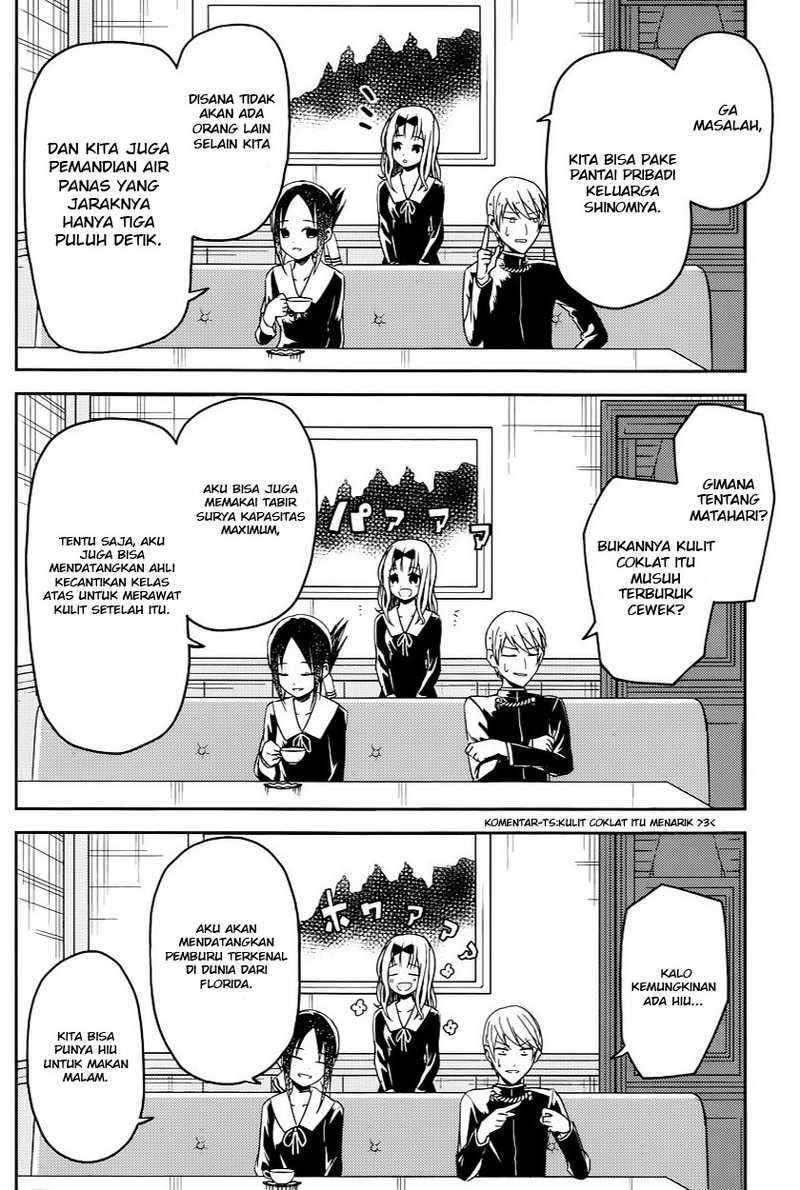 GA
MASALAH,
KITA BISA PAKE
PANTAI PRIBADI
KELUARGA
SHINOMIYA.
DISANA TIDAK
AKAN ADA
ORANG LAIN
SELAIN KITA
DAN KITA JUGA
PEMANDIAN AIR
PANAS YANG
JARAKNYA
HANYA TIGA
PULUH DETIK.
GIMANA
TENTANG
MATAHARI?
BUKANNYA KULIT
COKLAT ITU
MUSUH
TERBURUK
CEWEK?
AKU BISA JUGA
MEMAKAI TABIR
SURYA KAPASITAS
MAXIMUM,
TENTU SAJA, AKU
JUGA BISA
MENDATANGKAN AHLI
KECANTIKAN KELAS
ATAS UNTUK MERAWAT
KULIT SETELAH ITU.
パァァァ
KOMENTAR-TS:KULIT COKLAT ITU MENARIK >3<
KALO
KEMUNGKINAN
ADA HIU...
AKU AKAN
MENDATANGKAN
PEMBURU TERKENAL
DI DUNIA DARI
FLORIDA.
KITA BISA
PUNYA HIU
UNTUK MAKAN
MALAM.
ホワァァァ